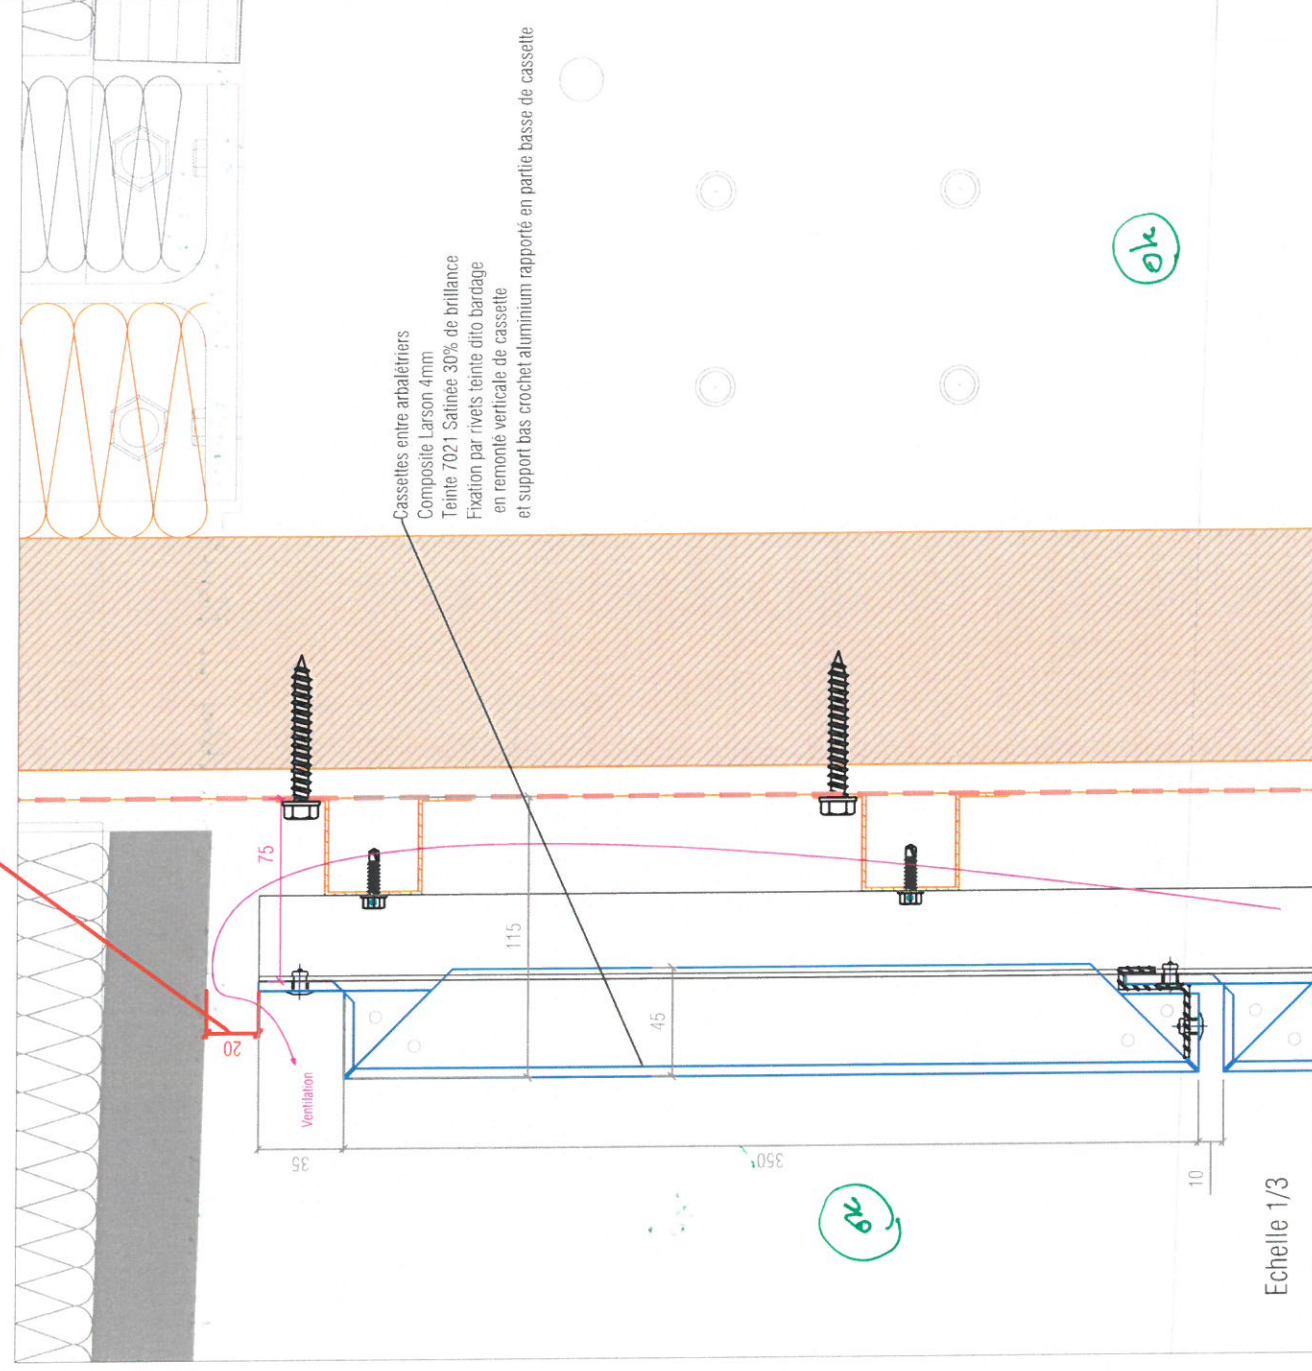 Cassettes entre arbalétriers
Composite Larson 4mm
Teinte 7021 Satinée 30% de brillance
Fixation par rivets teinte dito bardage
en remonté verticale de cassette
et support bas crochet aluminium rapporté en partie basse de cassette
ok
75
115
45
20
Ventilation
35
350
10
ok
Echelle 1/3